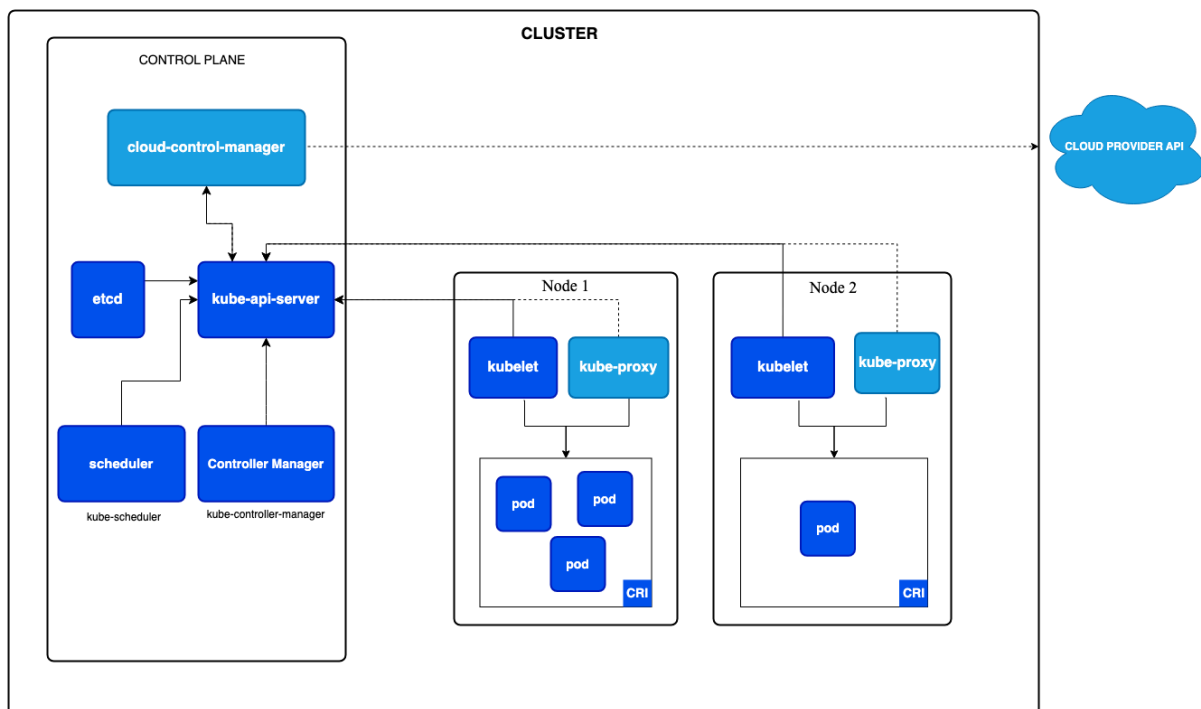 CLUSTER
CONTROL PLANE
cloud-control-manager
CLOUD PROVIDER API
etcd
kube-api-server
scheduler
kube-scheduler
Controller Manager
kube-controller-manager
Node 1
kubelet
kube-proxy
pod
pod
pod
CRI
Node 2
kubelet
kube-proxy
pod
CRI